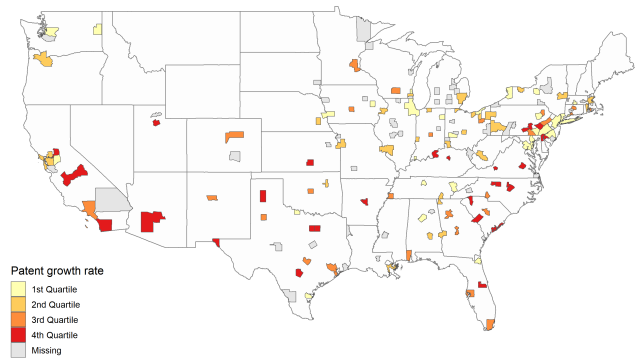 Patent growth rate
1st Quartile
2nd Quartile
3rd Quartile
4th Quartile
Missing